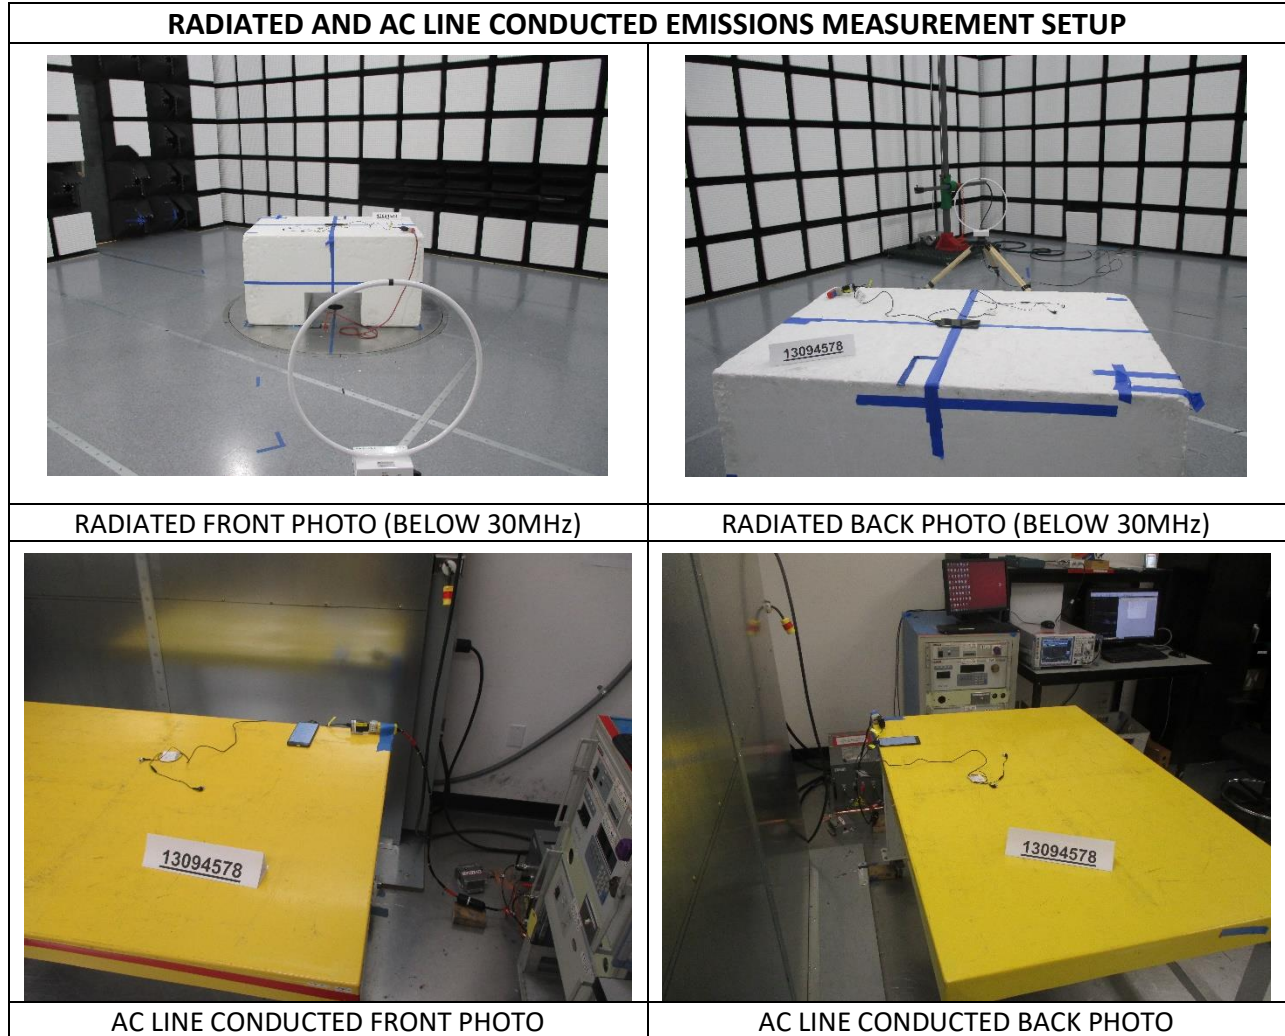 RADIATED AND AC LINE CONDUCTED EMISSIONS MEASUREMENT SETUP
13094578
RADIATED FRONT PHOTO (BELOW 30MHz)
RADIATED BACK PHOTO (BELOW 30MHz)
13094578
13094578
AC LINE CONDUCTED FRONT PHOTO
AC LINE CONDUCTED BACK PHOTO